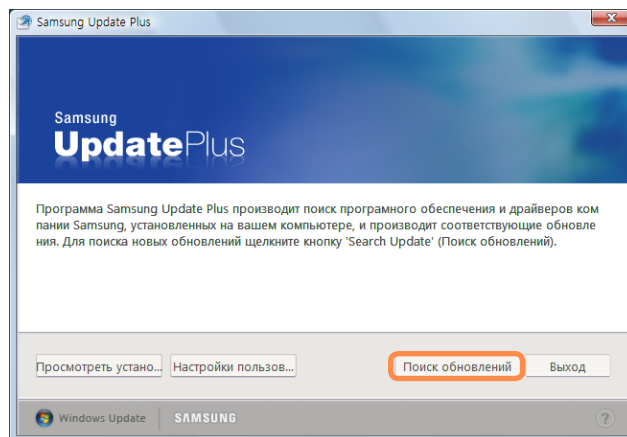 Samsung Update Plus
Samsung
UpdatePlus
Программа Samsung Update Plus производит поиск програмного обеспечения и драйверов ком
пании Samsung, установленных на вашем компьютере, и производит соответствующие обновле
ния. Для поиска новых обновлений щелкните кнопку 'Search Update' (Поиск обновлений).
Просмотреть устано... Настройки пользов... Поиск обновлений Выход
Windows Update SAMSUNG ?